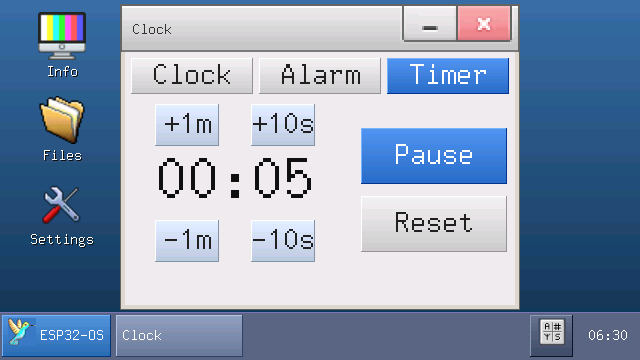 Info
Files
Settings
Clock
Clock Alarm Timer
+1m +10s
00:05
-1m -10s
Pause
Reset
ESP32-OS Clock
A#
TS
06:30